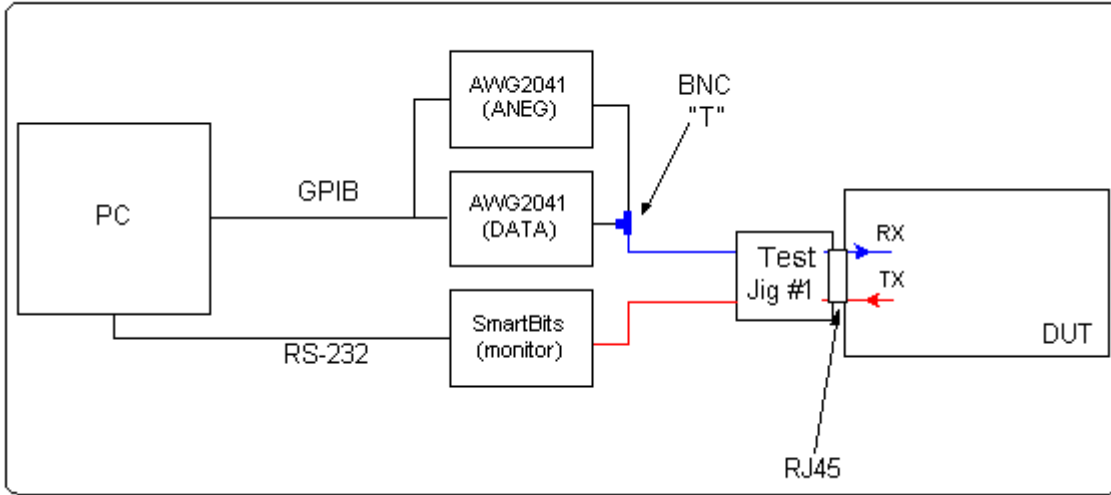 AWG2041
(ANEG)
BNC
"T"
PC
GPIB
AWG2041
(DATA)
RX
Test
Jig #1
TX
SmartBits
(monitor)
RS-232
DUT
RJ45